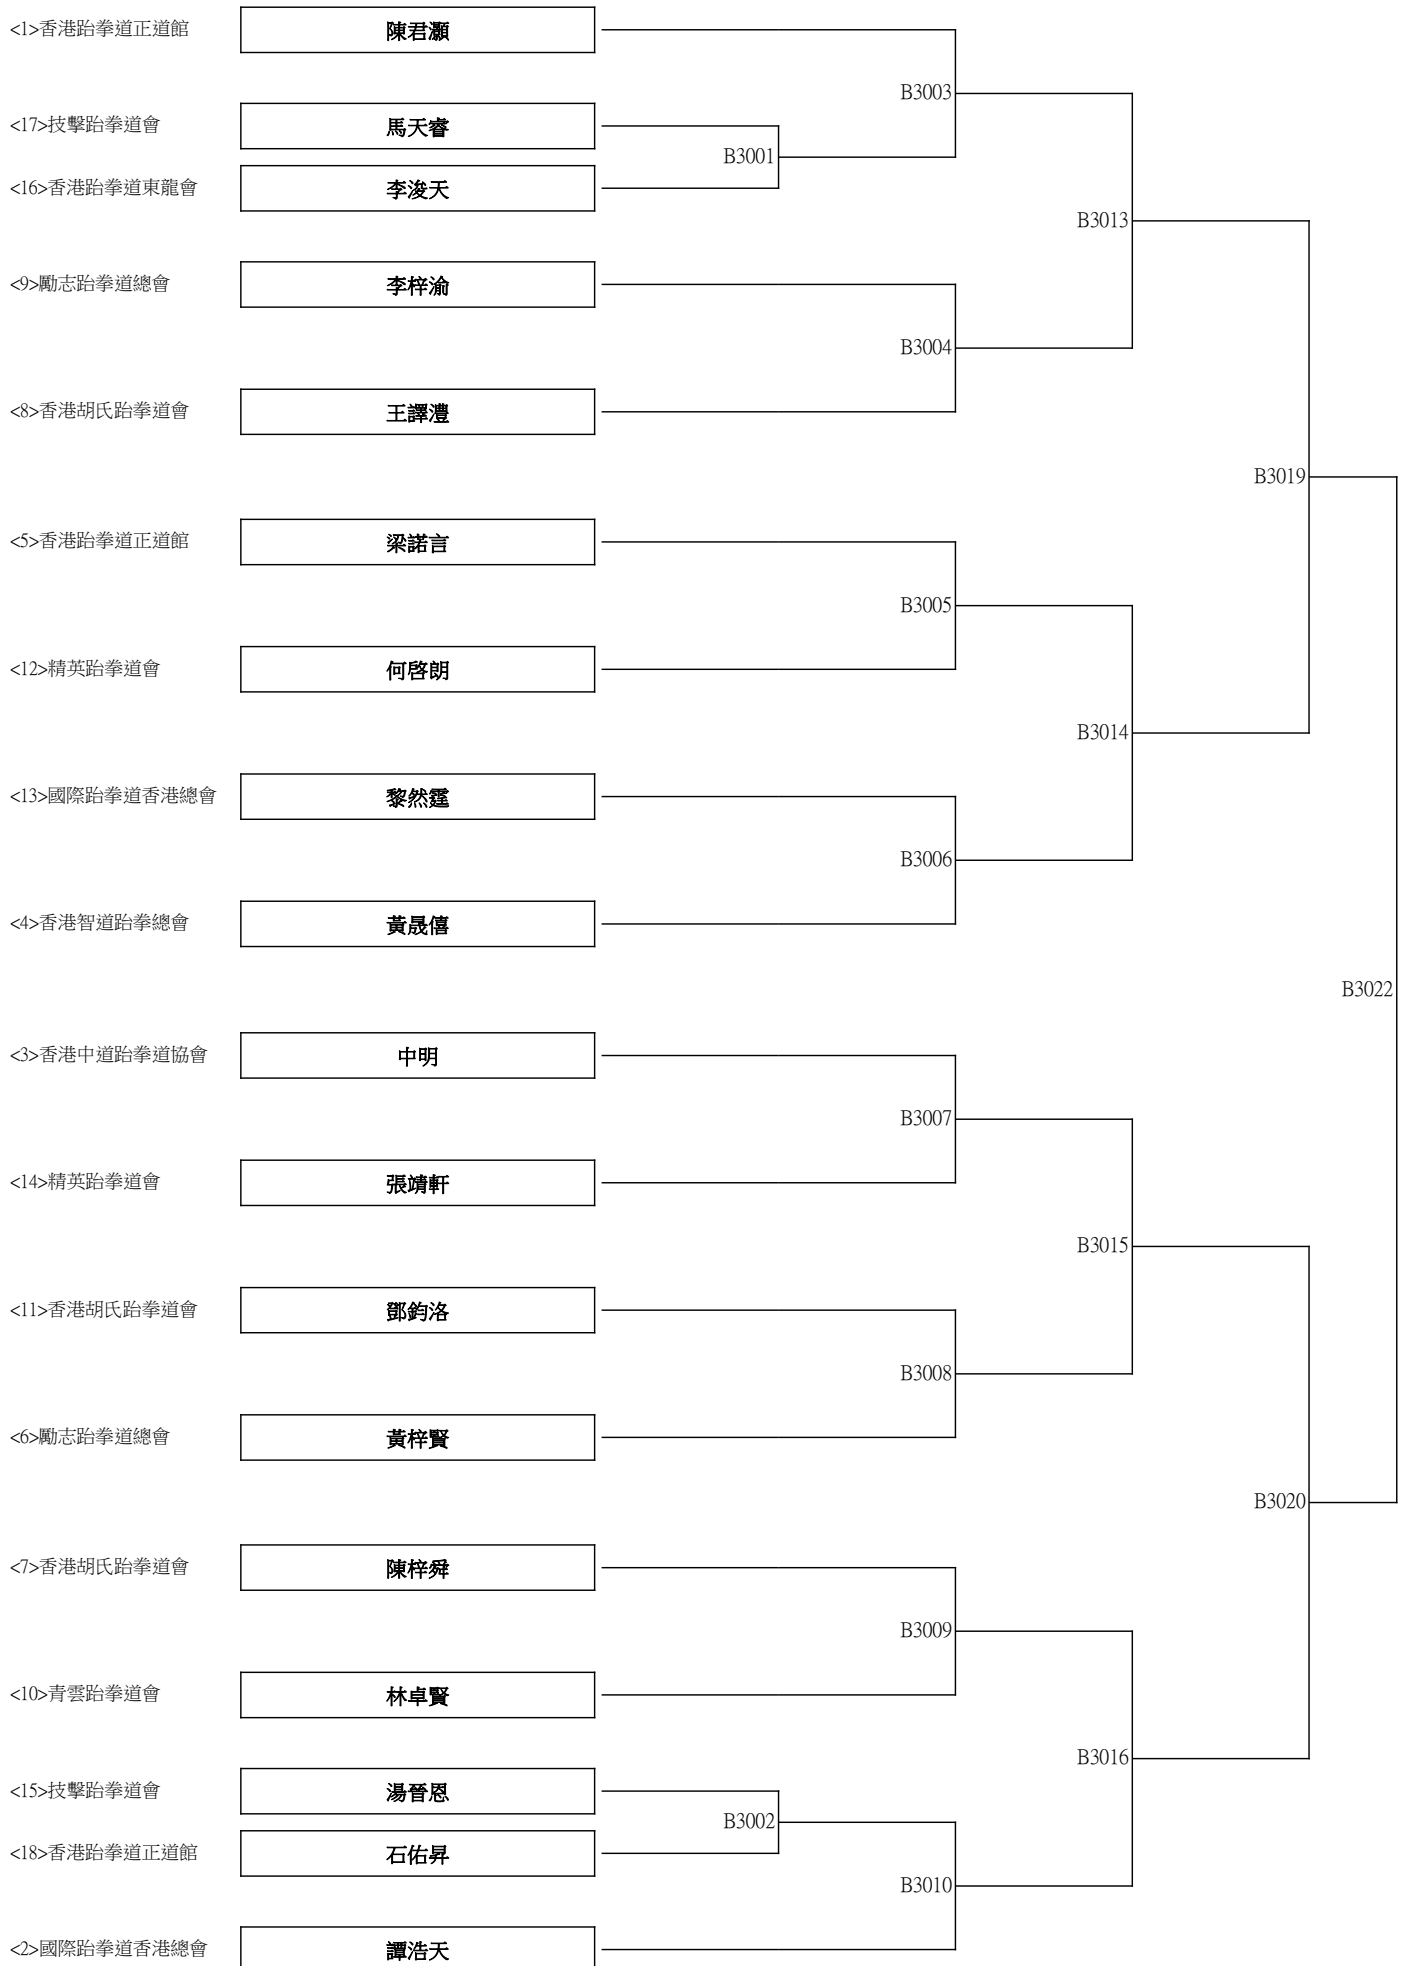 <1>香港跆拳道正道館 陳君灝
B3003
<17>技擊跆拳道會 馬天睿
B3001
<16>香港跆拳道東龍會 李浚天
B3013
<9>勵志跆拳道總會 李梓渝
B3004
<8>香港胡氏跆拳道會 王譯灃
B3019
<5>香港跆拳道正道館 梁諾言
B3005
<12>精英跆拳道會 何啓朗
B3014
<13>國際跆拳道香港總會 黎然霆
B3006
<4>香港智道跆拳總會 黃晟僖
B3022
<3>香港中道跆拳道協會 中明
B3007
<14>精英跆拳道會 張靖軒
B3015
<11>香港胡氏跆拳道會 鄧鈞洛
B3008
<6>勵志跆拳道總會 黃梓賢
B3020
<7>香港胡氏跆拳道會 陳梓舜
B3009
<10>青雲跆拳道會 林卓賢
B3016
<15>技擊跆拳道會 湯晉恩
B3002
<18>香港跆拳道正道館 石佑昇
B3010
<2>國際跆拳道香港總會 譚浩天